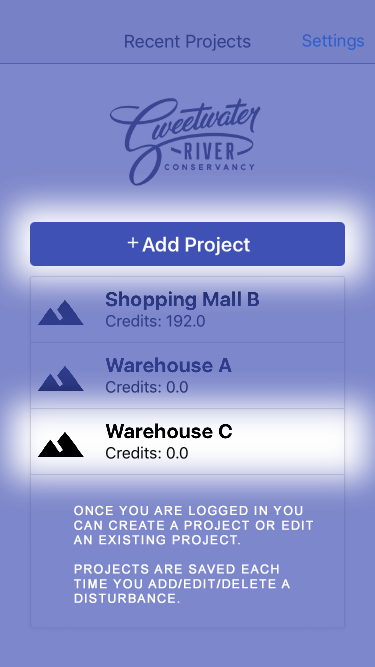 Recent Projects
Settings
Sweetwater
RIVER
CONSERVANCY
+ Add Project
Shopping Mall B
Credits: 192.0
Warehouse A
Credits: 0.0
Warehouse C
Credits: 0.0
ONCE YOU ARE LOGGED IN YOU
CAN CREATE A PROJECT OR EDIT
AN EXISTING PROJECT.
PROJECTS ARE SAVED EACH
TIME YOU ADD/EDIT/DELETE A
DISTURBANCE.